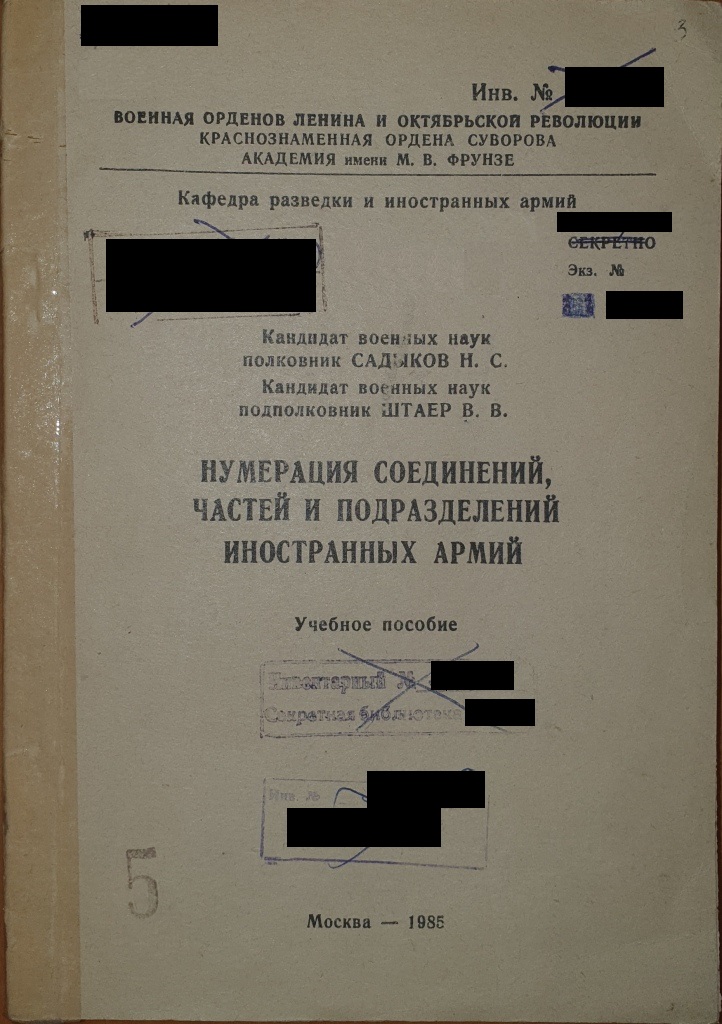 3
Инв. №
ВОЕННАЯ ОРДЕНОВ ЛЕНИНА И ОКТЯБРЬСКОЙ РЕВОЛЮЦИИ
КРАСНОЗНАМЕННАЯ ОРДЕНА СУВОРОВА
АКАДЕМИЯ имени М. В. ФРУНЗЕ
Кафедра разведки и иностранных армий
СЕКРЕТНО
Экз. №
Кандидат военных наук
полковник САДЫКОВ Н. С.
Кандидат военных наук
подполковник ШТАЕР В. В.
НУМЕРАЦИЯ СОЕДИНЕНИЙ,
ЧАСТЕЙ И ПОДРАЗДЕЛЕНИЙ
ИНОСТРАННЫХ АРМИЙ
Учебное пособие
Инвентарный №
Секретная библиотека
Инв. №
5
Москва — 1985